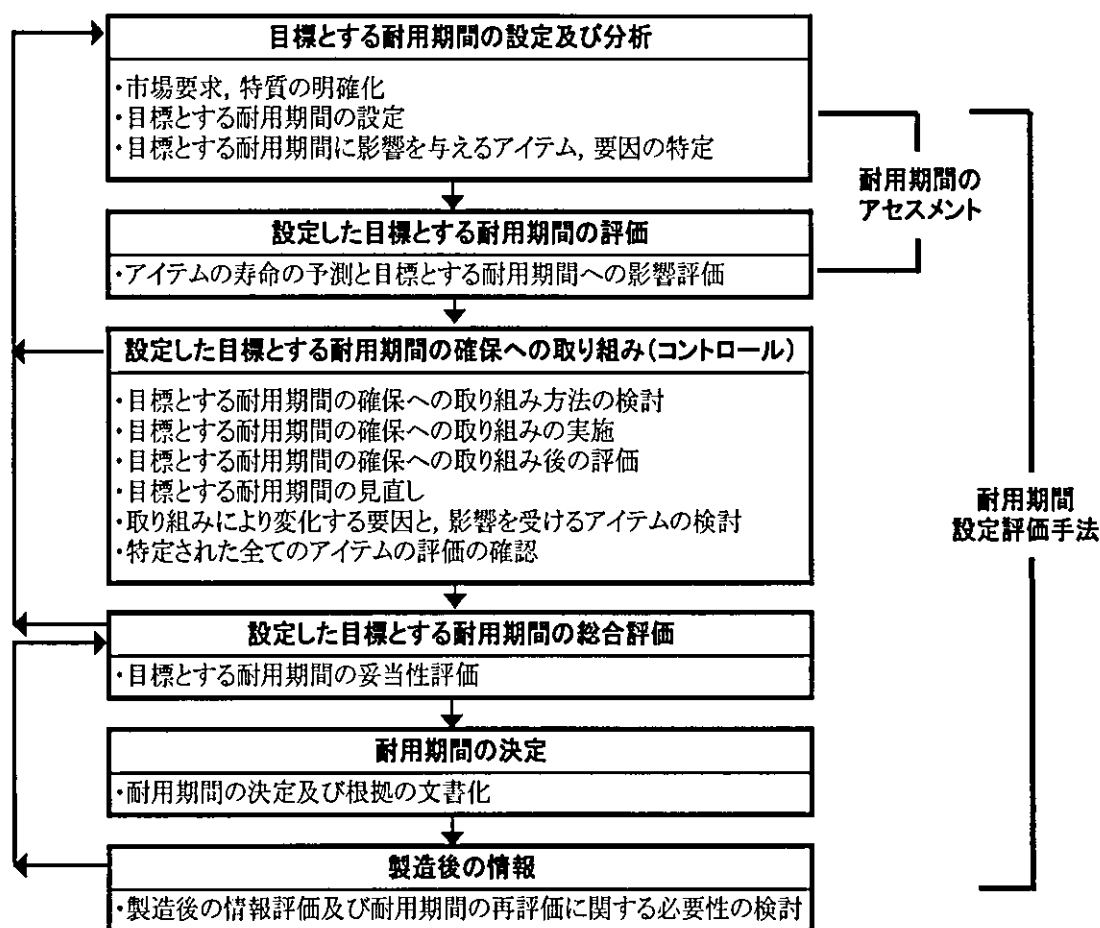 目標とする耐用期間の設定及び分析
・市場要求, 特質の明確化
・目標とする耐用期間の設定
・目標とする耐用期間に影響を与えるアイテム, 要因の特定
耐用期間の
アセスメント
設定した目標とする耐用期間の評価
・アイテムの寿命の予測と目標とする耐用期間への影響評価
設定した目標とする耐用期間の確保への取り組み(コントロール)
・目標とする耐用期間の確保への取り組み方法の検討
・目標とする耐用期間の確保への取り組みの実施
・目標とする耐用期間の確保への取り組み後の評価
・目標とする耐用期間の見直し
・取り組みにより変化する要因と, 影響を受けるアイテムの検討
・特定された全てのアイテムの評価の確認
耐用期間
設定評価手法
設定した目標とする耐用期間の総合評価
・目標とする耐用期間の妥当性評価
耐用期間の決定
・耐用期間の決定及び根拠の文書化
製造後の情報
・製造後の情報評価及び耐用期間の再評価に関する必要性の検討